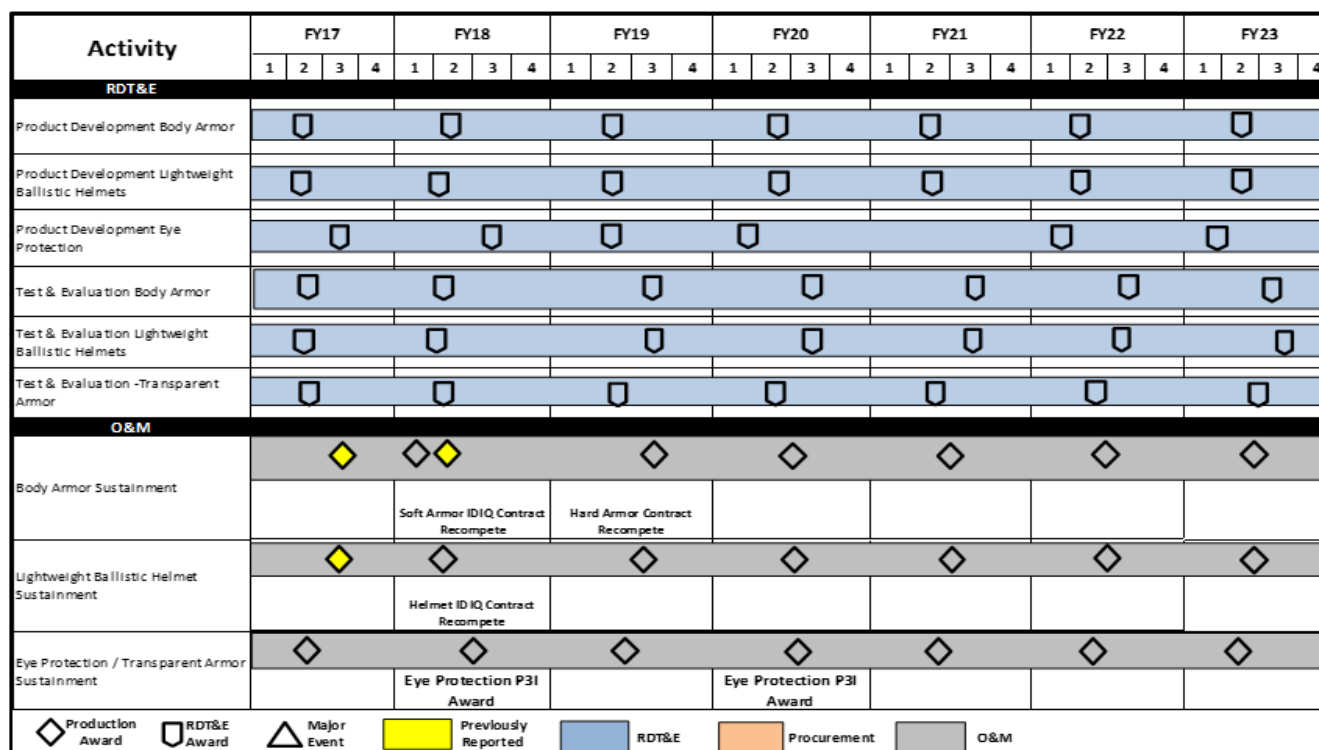 Activity
FY17 FY18 FY19 FY20 FY21 FY22 FY23
1 2 3 4 1 2 3 4 1 2 3 4 1 2 3 4 1 2 3 4 1 2 3 4 1 2 3 4
RDT&E
Product Development Body Armor
Product Development Lightweight
Ballistic Helmets
Product Development Eye
Protection
Test & Evaluation Body Armor
Test & Evaluation Lightweight
Ballistic Helmets
Test & Evaluation -Transparent
Armor
O&M
Body Armor Sustainment
Soft Armor IDIQ Contract
Recompete
Hard Armor Contract
Recompete
Lightweight Ballistic Helmet
Sustainment
Helmet IDIQ Contract
Recompete
Eye Protection / Transparent Armor
Sustainment
Eye Protection P3I
Award
Eye Protection P3I
Award
Production
Award
RDT&E
Award
Major
Event
Previously
Reported
RDT&E
Procurement
O&M